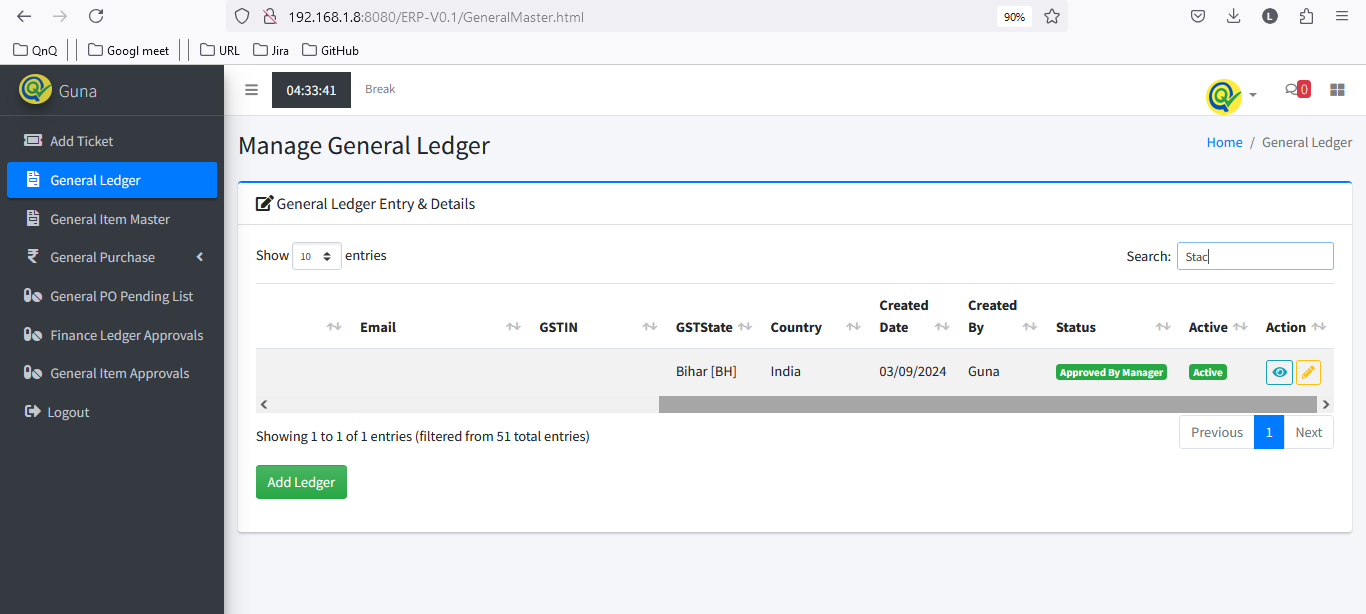 192.168.1.8:8080/ERP-V0.1/GeneralMaster.html
90%
L
QnQ
Googl meet
URL
Jira
GitHub
Guna
04:33:41
Break
0
Add Ticket
General Ledger
General Item Master
General Purchase
General PO Pending List
Finance Ledger Approvals
General Item Approvals
Logout
Manage General Ledger
Home / General Ledger
General Ledger Entry & Details
Show 10 entries
Search: Stac
Email GSTIN GSTState Country Created Date Created By Status Active Action
Bihar [BH] India 03/09/2024 Guna Approved By Manager Active
Showing 1 to 1 of 1 entries (filtered from 51 total entries)
Previous 1 Next
Add Ledger